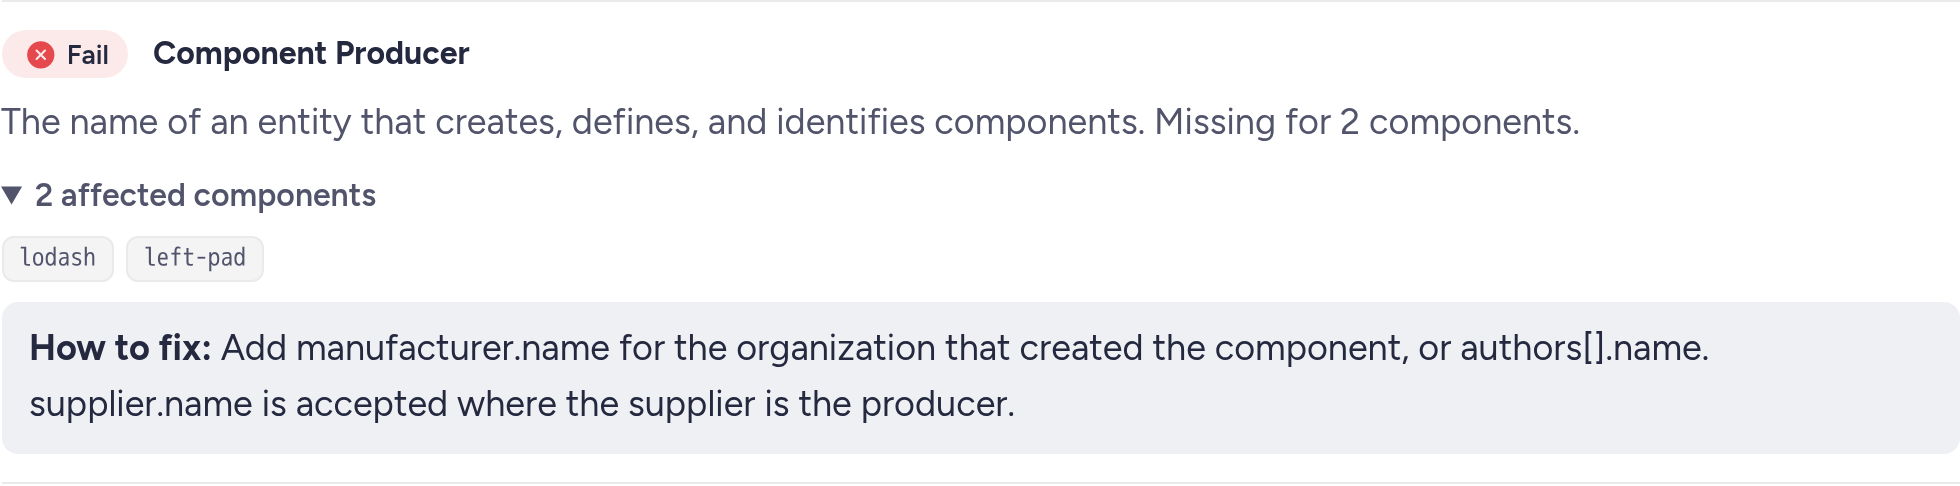 Fail Component Producer
The name of an entity that creates, defines, and identifies components. Missing for 2 components.
2 affected components
lodash left-pad
How to fix: Add manufacturer.name for the organization that created the component, or authors[].name.
supplier.name is accepted where the supplier is the producer.